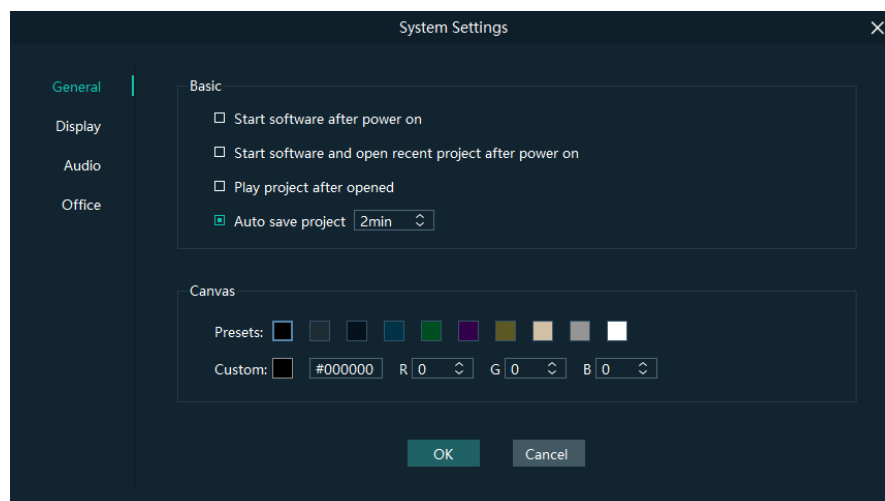 System Settings
General
Display
Audio
Office
Basic
Start software after power on
Start software and open recent project after power on
Play project after opened
Auto save project 2min
Canvas
Presets:
Custom: #000000 R 0 G 0 B 0
OK Cancel